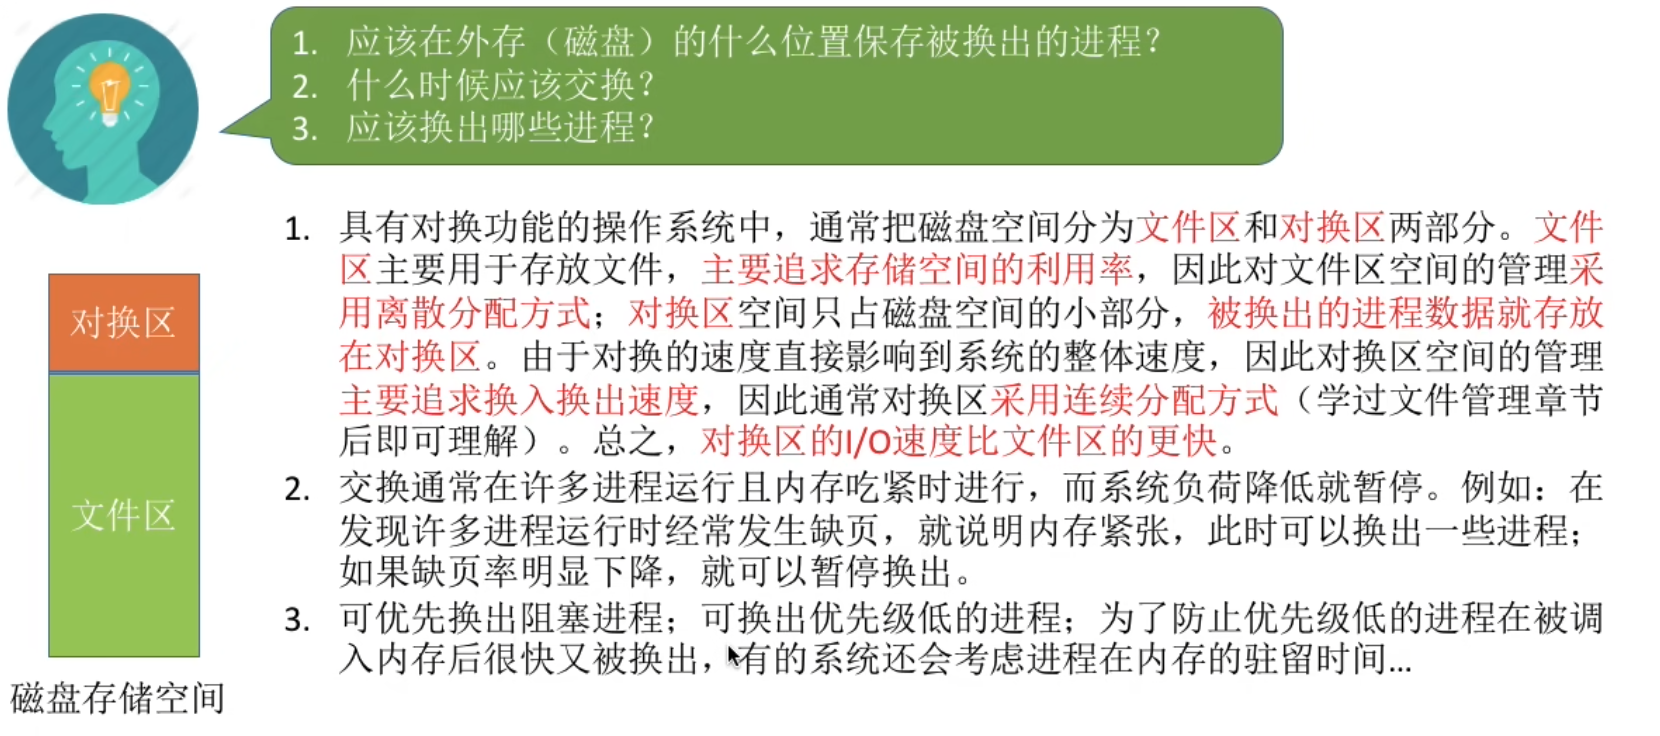 1. 应该在外存（磁盘）的什么位置保存被换出的进程？
2. 什么时候应该交换？
3. 应该换出哪些进程？
1. 具有对换功能的操作系统中，通常把磁盘空间分为文件区和对换区两部分。文件
区主要用于存放文件，主要追求存储空间的利用率，因此对文件区空间的管理采
用离散分配方式；对换区空间只占磁盘空间的小部分，被换出的进程数据就存放
在对换区。由于对换的速度直接影响到系统的整体速度，因此对换区空间的管理
主要追求换入换出速度，因此通常对换区采用连续分配方式（学过文件管理章节
后即可理解）。总之，对换区的I/O速度比文件区的更快。
2. 交换通常在许多进程运行且内存吃紧时进行，而系统负荷降低就暂停。例如：在
发现许多进程运行时经常发生缺页，就说明内存紧张，此时可以换出一些进程；
如果缺页率明显下降，就可以暂停换出。
3. 可优先换出阻塞进程；可换出优先级低的进程；为了防止优先级低的进程在被调
入内存后很快又被换出，有的系统还会考虑进程在内存的驻留时间…
对换区
文件区
磁盘存储空间